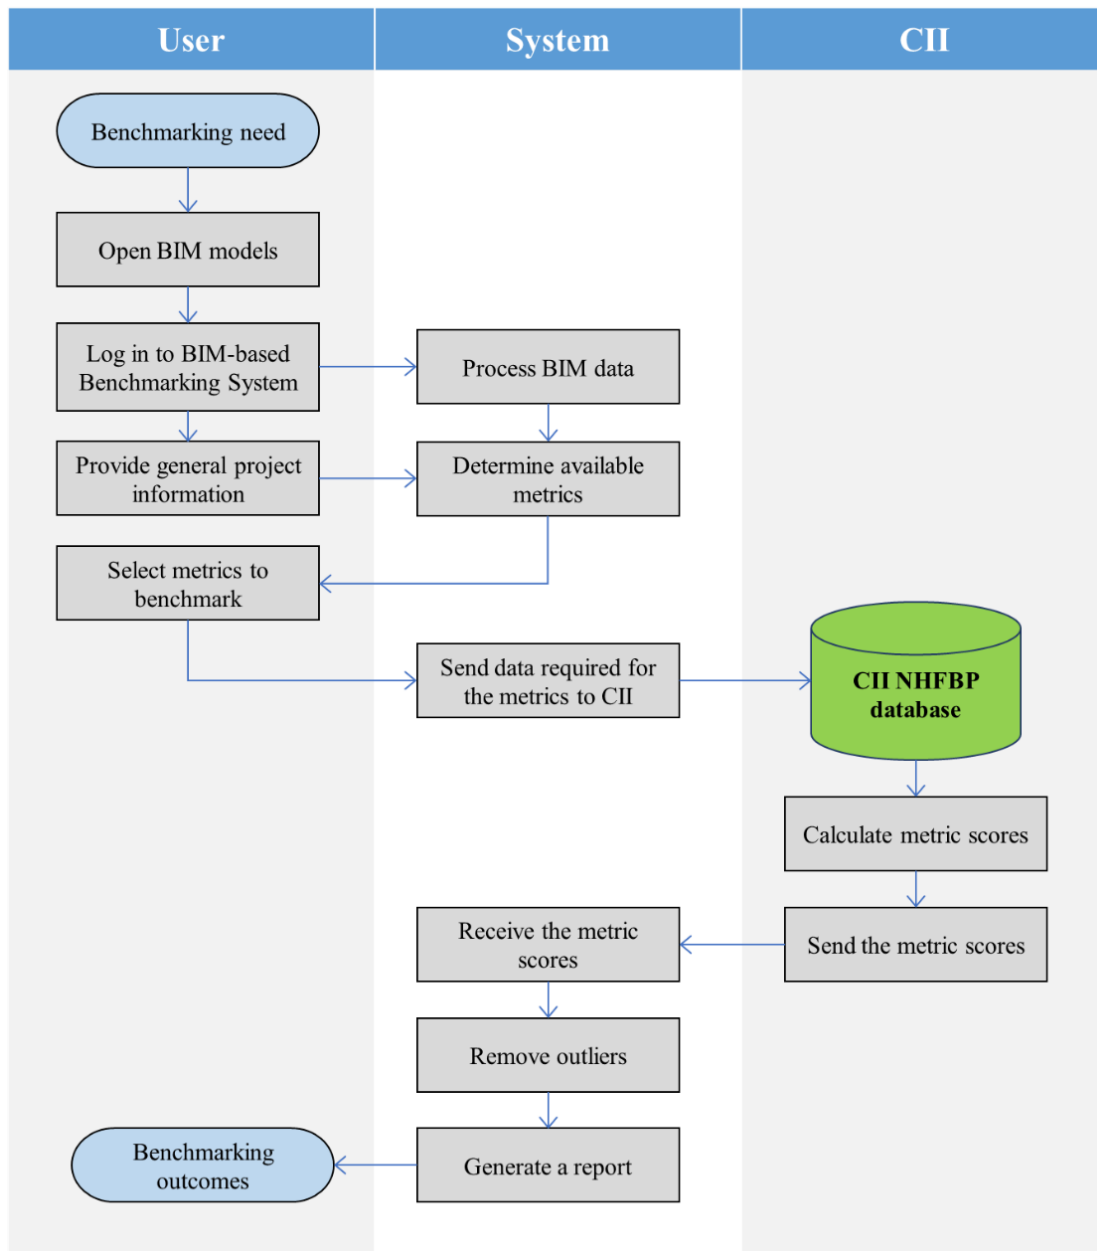 User
System
CII
Benchmarking need
Open BIM models
Log in to BIM-based
Benchmarking System
Process BIM data
Provide general project
information
Determine available
metrics
Select metrics to
benchmark
Send data required for
the metrics to CII
CII NHFBP
database
Calculate metric scores
Send the metric scores
Receive the metric
scores
Remove outliers
Generate a report
Benchmarking
outcomes